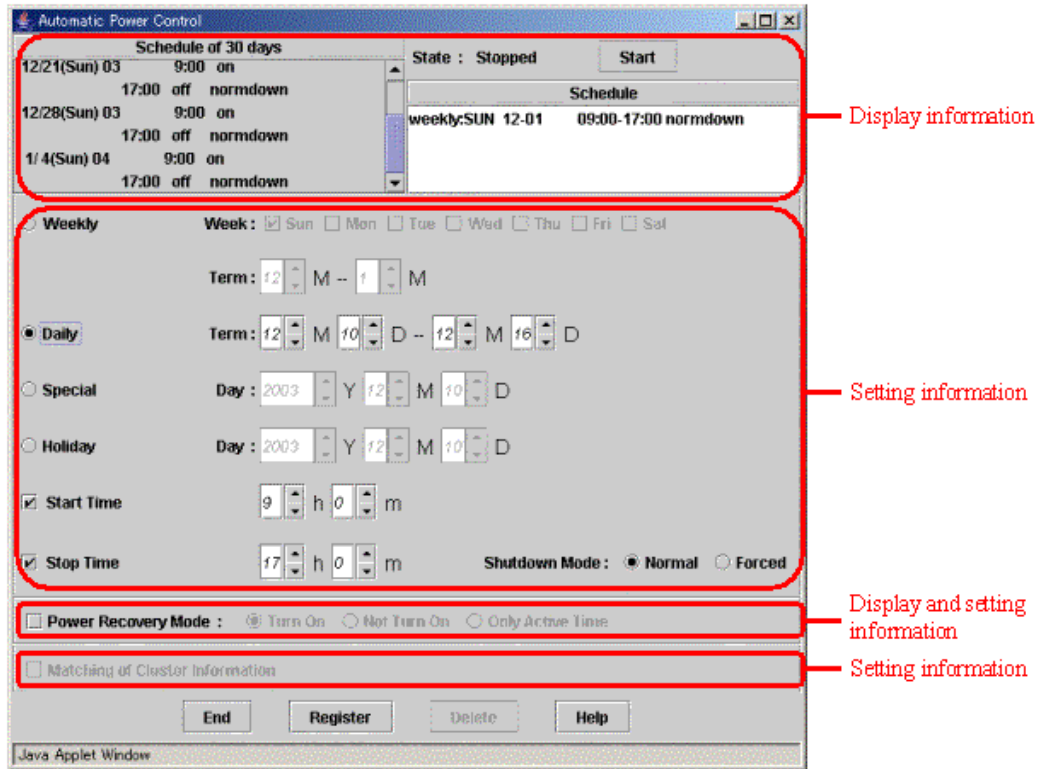 Automatic Power Control
Schedule of 30 days
12/21(Sun) 03 9:00 on
17:00 off normdown
12/28(Sun) 03 9:00 on
17:00 off normdown
1/ 4(Sun) 04 9:00 on
17:00 off normdown
State : Stopped Start
Schedule
weekly:SUN 12-01 09:00-17:00 normdown
Display information
Weekly Week : Sun Mon Tue Wed Thu Fri Sat
Term : 12 M -- 1 M
Daily Term : 12 M 10 D -- 12 M 16 D
Special Day : 2003 Y 12 M 10 D
Setting information
Holiday Day : 2003 Y 12 M 10 D
Start Time 9 h 0 m
Stop Time 17 h 0 m Shutdown Mode : Normal Forced
Power Recovery Mode : Turn On Not Turn On Only Active Time
Display and setting
information
Matching of Cluster Information
Setting information
End Register Delete Help
Java Applet Window